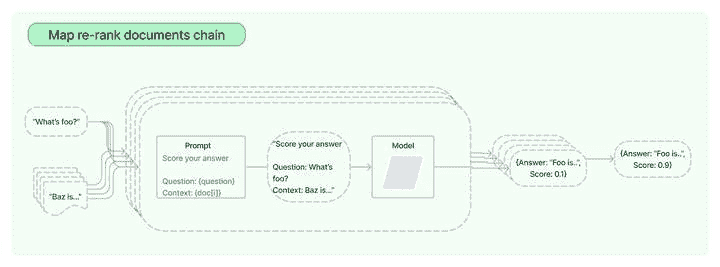 Map re-rank documents chain
"What's foo?"
"Baz is..."
Prompt
Score your answer
Question: {question}
Context: {doc[i]}
"Score your answer
Question: What's
foo?
Context: Baz is..."
Model
{Answer: "Foo is..",
Score: 0.1}
{Answer: "Foo is..",
Score: 0.9}